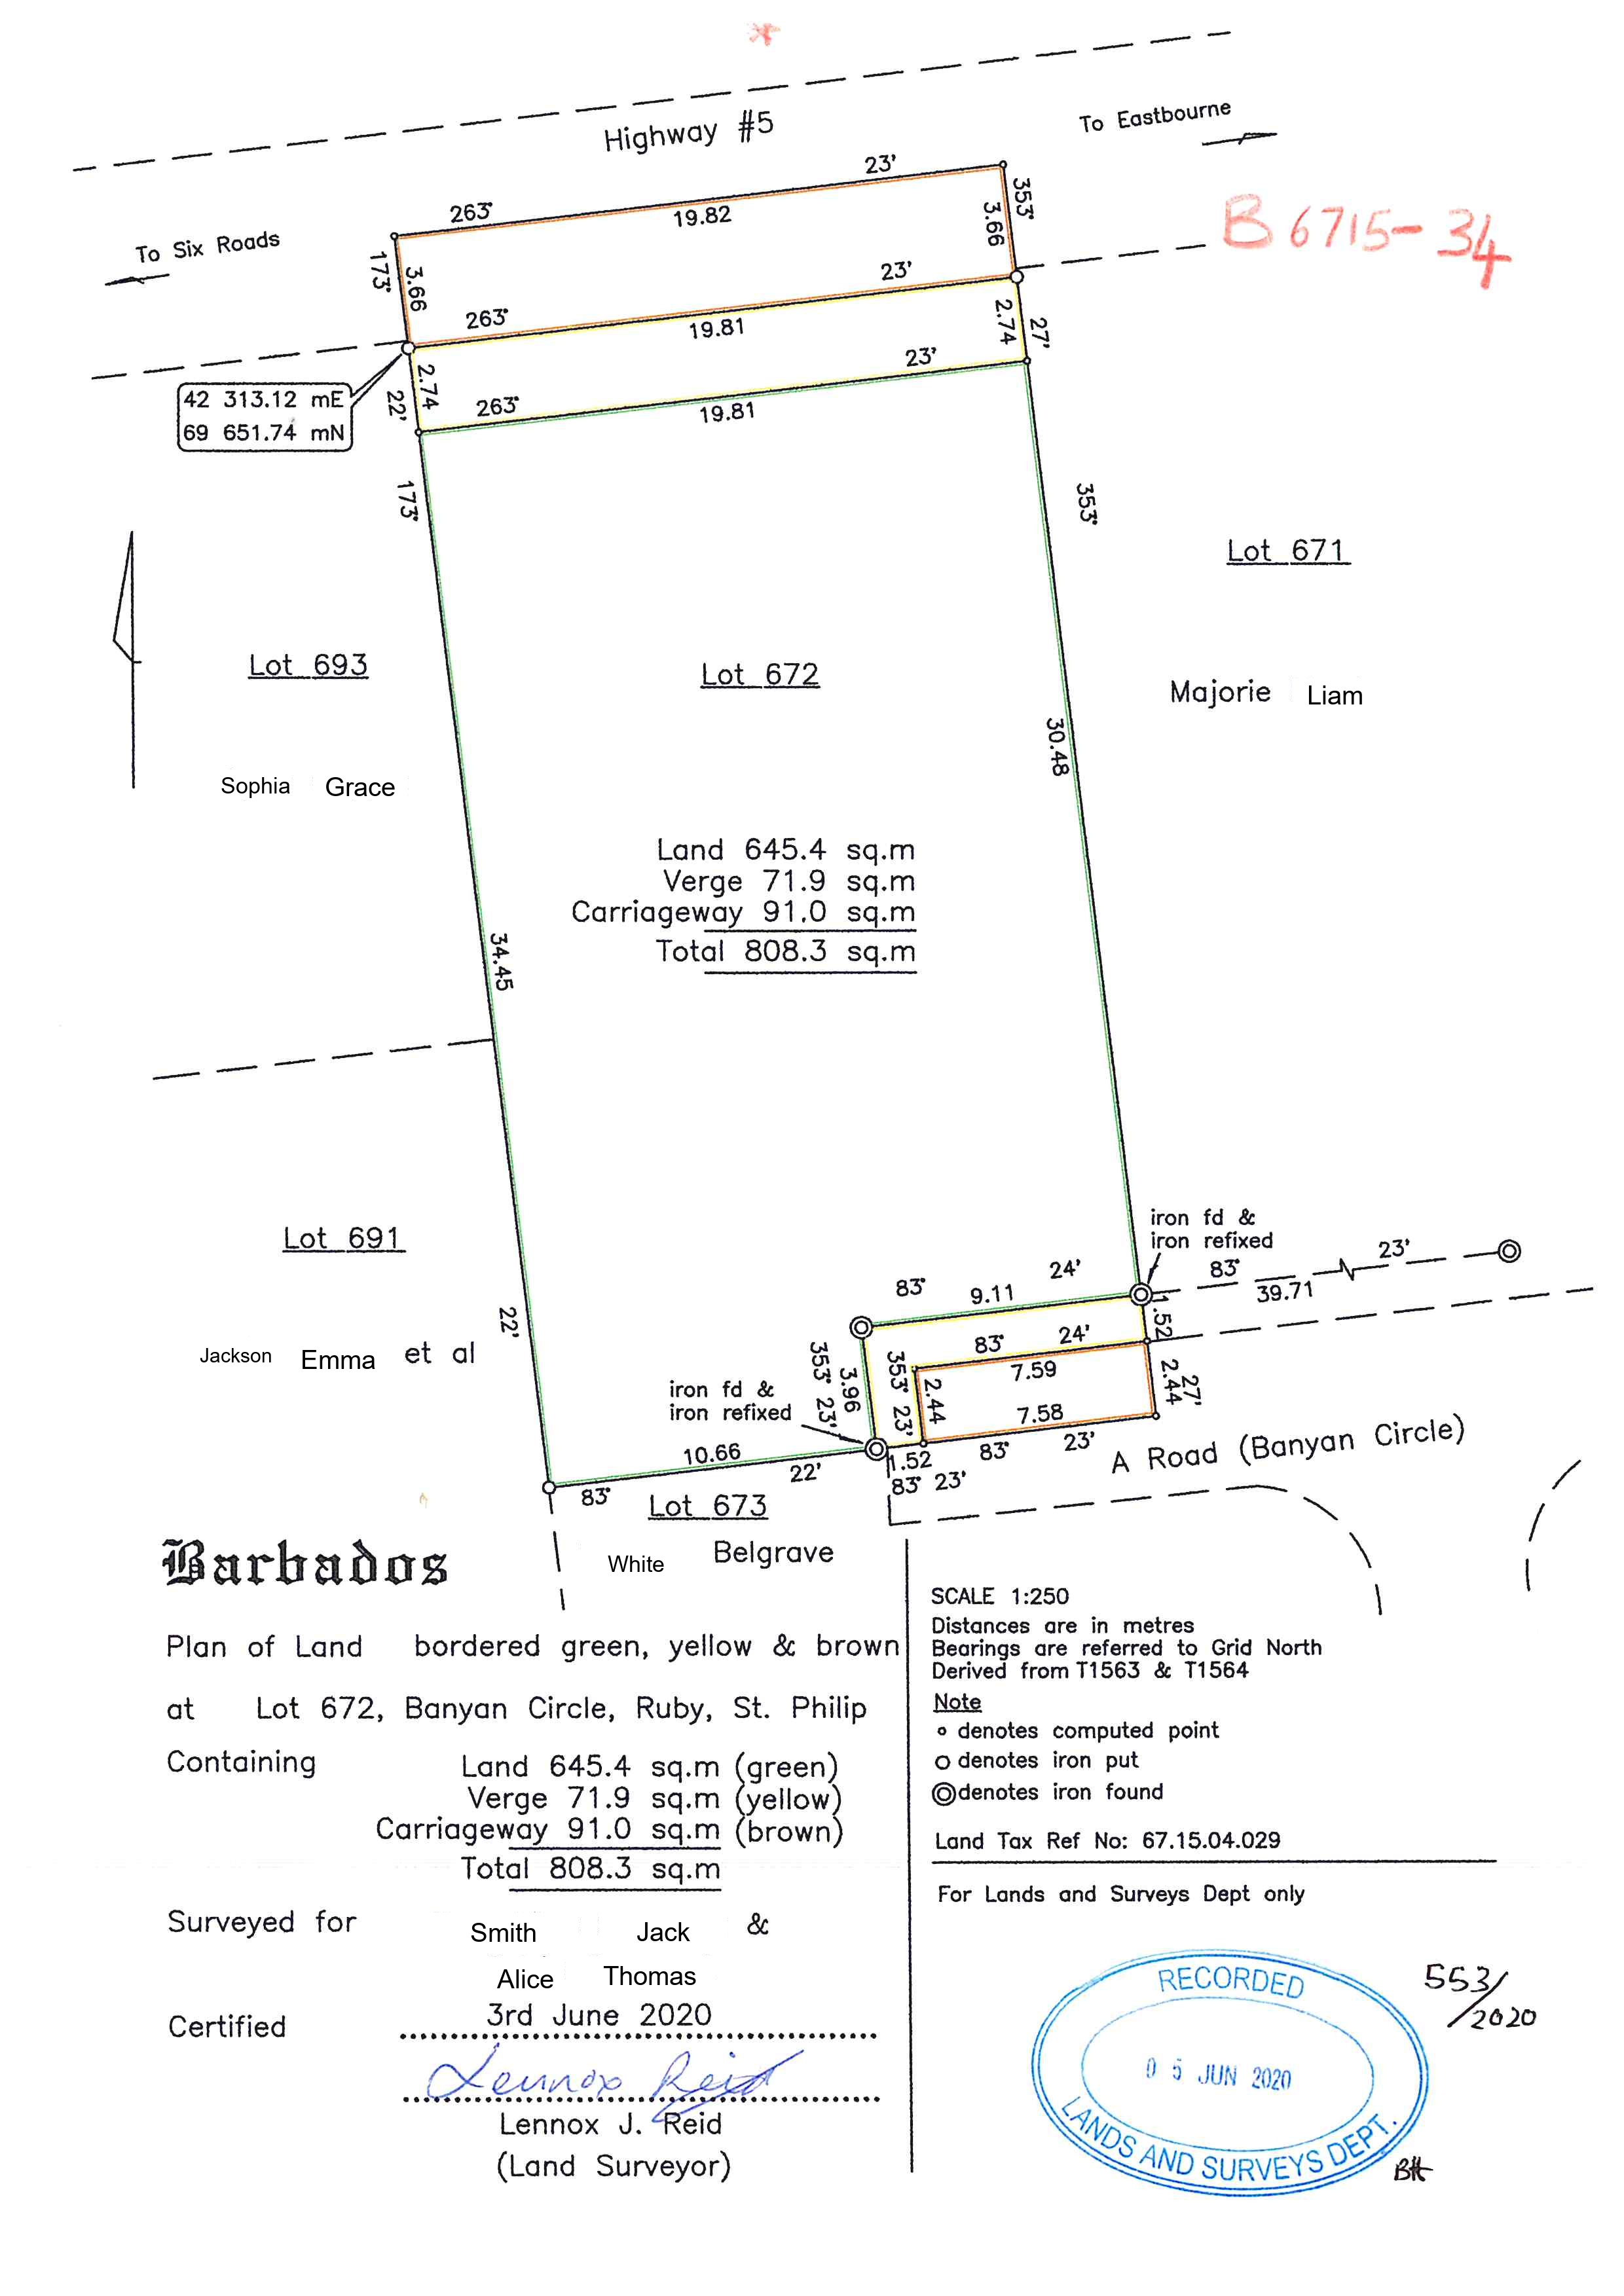 Highway #5
To Eastbourne
To Six Roads
B 6715-34
263° 23'
19.82
353°
3.66
173°
3.66
263° 23'
19.81
2.74
27'
42 313.12 mE
69 651.74 mN
2.74
22'
263° 23'
19.81
173°
353°
Lot 671
Lot 693
Lot 672
Majorie Liam
30.48
Sophia Grace
Land 645.4 sq.m
Verge 71.9 sq.m
Carriageway 91.0 sq.m
Total 808.3 sq.m
34.45
Lot 691
iron fd &
iron refixed
83° 23'
39.71
83° 24'
9.11
1.52
22'
Jackson Emma et al
353° 23'
3.96
353° 23'
2.44
83° 24'
7.59
2.44
27'
7.58
83° 23'
iron fd &
iron refixed
10.66
83° 22'
1.52
83° 23'
A Road (Banyan Circle)
Lot 673
White Belgrave
Barbados
Plan of Land bordered green, yellow & brown
at Lot 672, Banyan Circle, Ruby, St. Philip
Containing Land 645.4 sq.m (green)
Verge 71.9 sq.m (yellow)
Carriageway 91.0 sq.m (brown)
Total 808.3 sq.m
Surveyed for Smith Jack &
Alice Thomas
Certified 3rd June 2020
Lennox Reid
Lennox J. Reid
(Land Surveyor)
SCALE 1:250
Distances are in metres
Bearings are referred to Grid North
Derived from T1563 & T1564
Note
denotes computed point
denotes iron put
denotes iron found
Land Tax Ref No: 67.15.04.029
For Lands and Surveys Dept only
RECORDED
05 JUN 2020
LANDS AND SURVEYS DEPT.
553/2020
BH